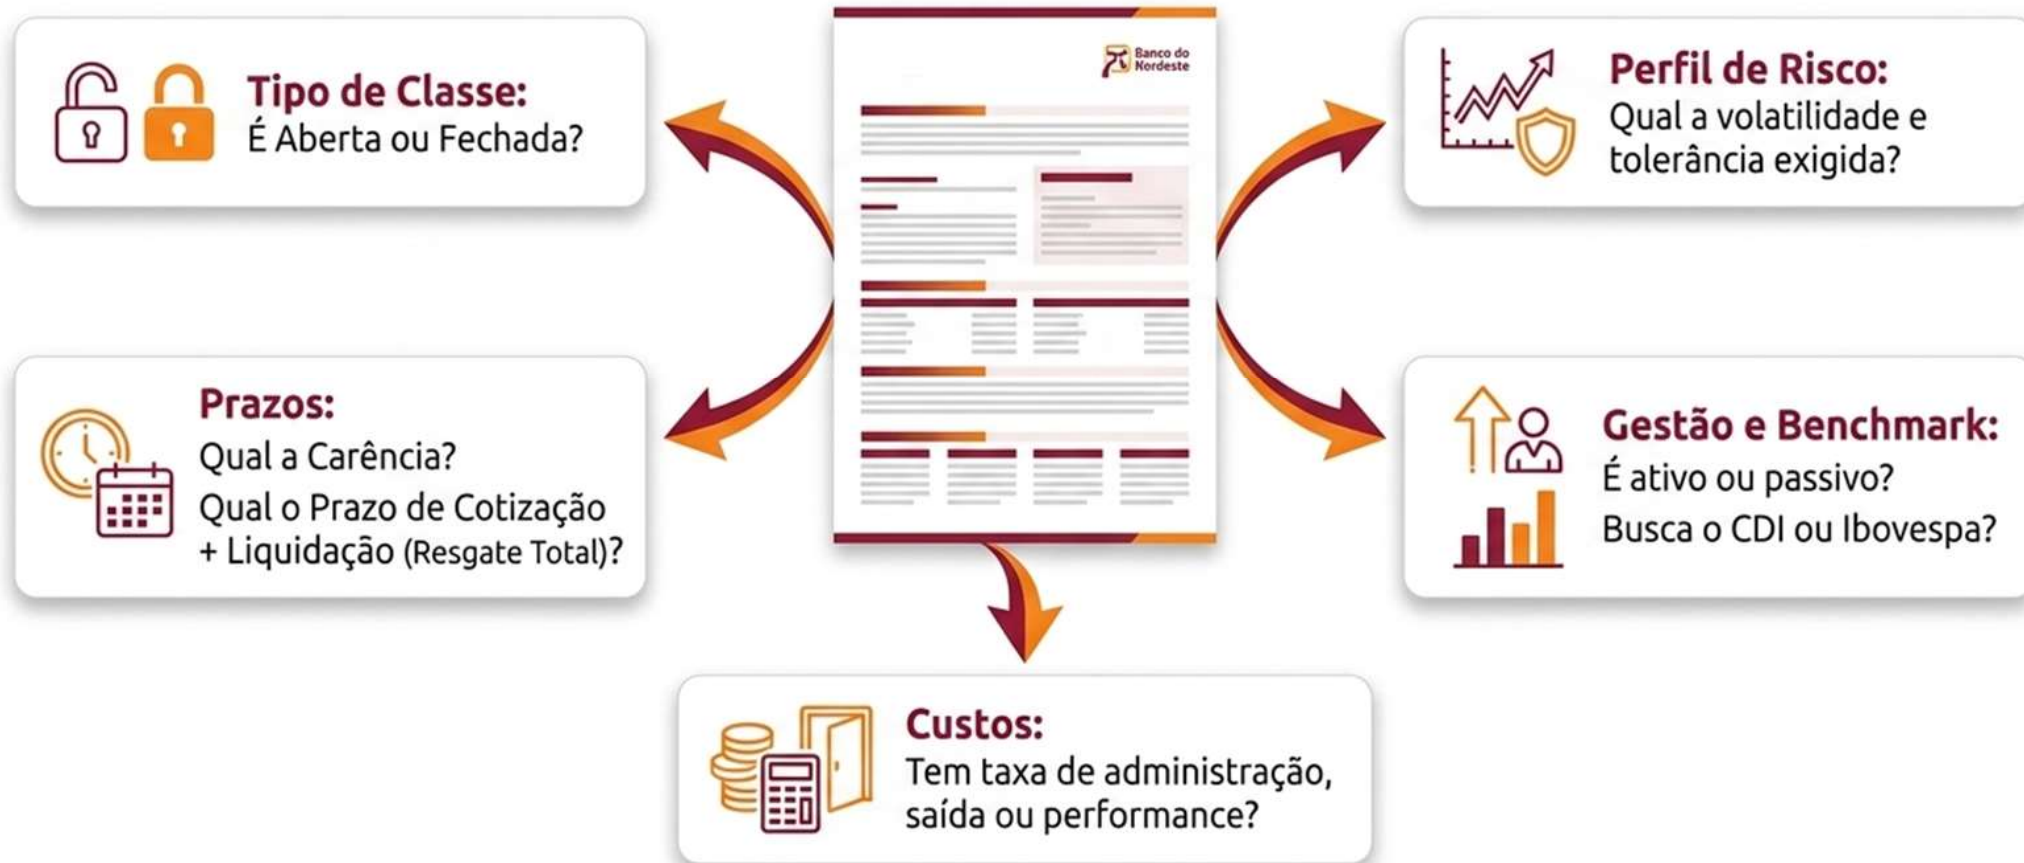 Tipo de Classe:
É Aberta ou Fechada?
Banco do
Nordeste
Perfil de Risco:
Qual a volatilidade e
tolerância exigida?
Prazos:
Qual a Carência?
Qual o Prazo de Cotização
+ Liquidação (Resgate Total)?
Gestão e Benchmark:
É ativo ou passivo?
Busca o CDI ou Ibovespa?
Custos:
Tem taxa de administração,
saída ou performance?